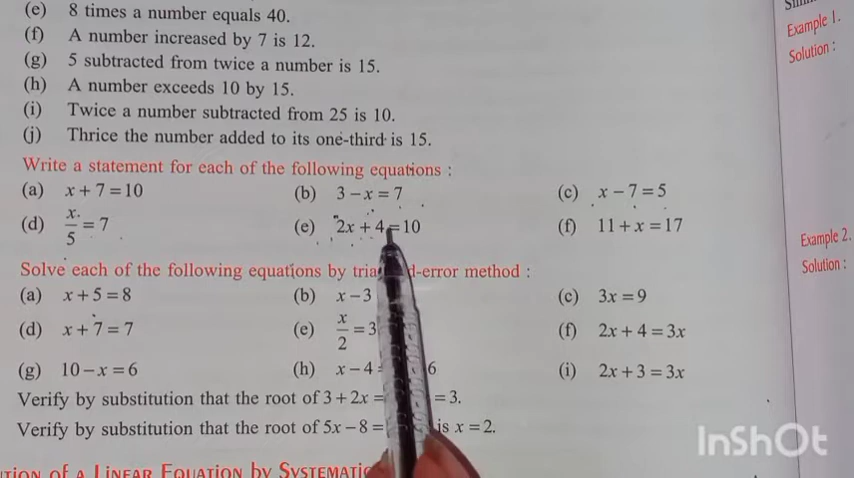 (e) 8 times a number equals 40.
(f) A number increased by 7 is 12.
(g) 5 subtracted from twice a number is 15.
(h) A number exceeds 10 by 15.
(i) Twice a number subtracted from 25 is 10.
(j) Thrice the number added to its one-third is 15.
Write a statement for each of the following equations :
(a) x + 7 = 10 (b) 3 − x = 7 (c) x − 7 = 5
(d) x/5 = 7 (e) 2x + 4 = 10 (f) 11 + x = 17
Solve each of the following equations by d-error method :
(a) x + 5 = 8 (b) x − 3 (c) 3x = 9
(d) x + 7 = 7 (e) x/2 = 3 (f) 2x + 4 = 3x
(g) 10 − x = 6 (h) x − 4 6 (i) 2x + 3 = 3x
Verify by substitution that the root of 3 + 2x = = 3.
Verify by substitution that the root of 5x − 8 = is x = 2.
OF A LINEAR EQUATION by
Example 1.
Solution :
Example 2.
Solution :
InShOt